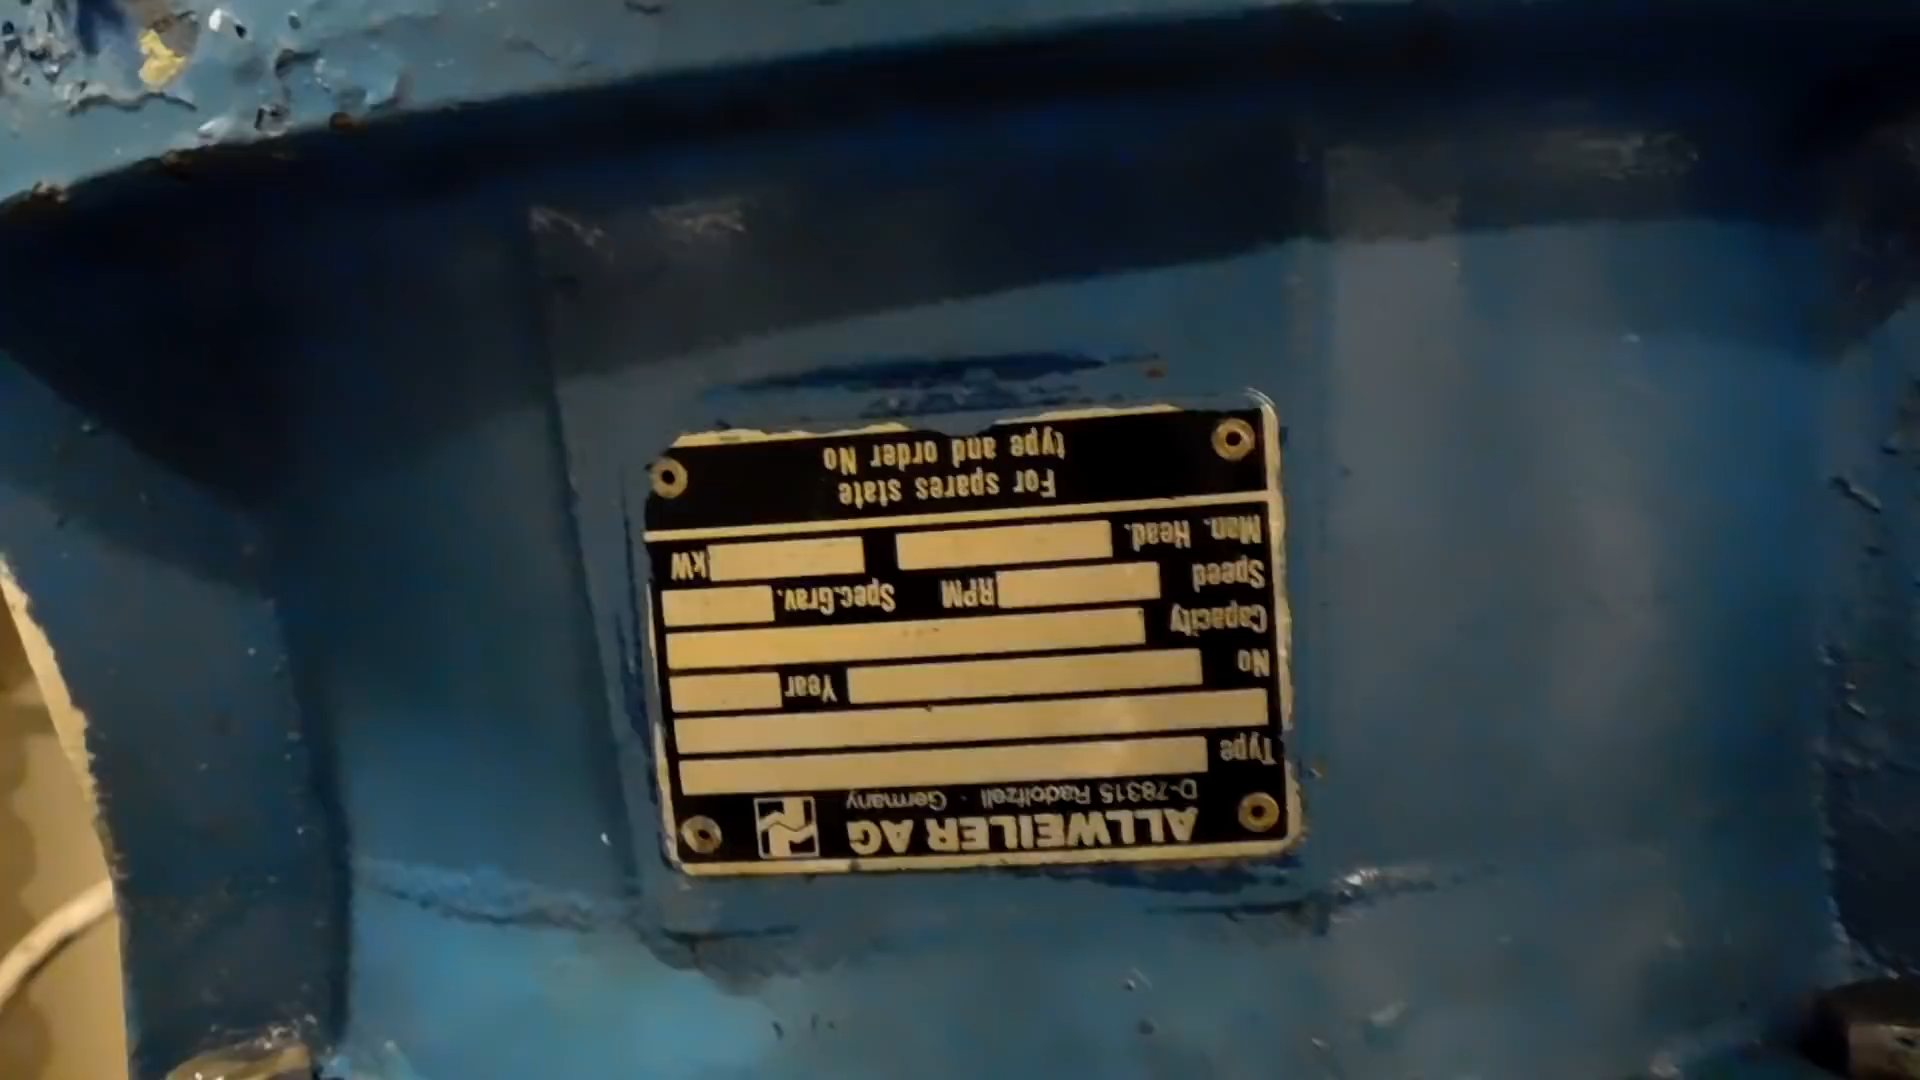 ALLWEILER AG
D-78315 Radolfzell · Germany
Type
No Year
Capacity
Speed RPM Spec.Grav.
Man. Head. kW
For spares state
type and order No